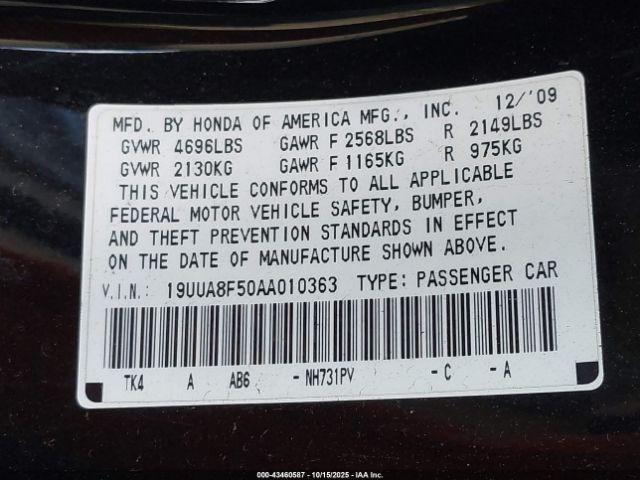 MFD. BY HONDA OF AMERICA MFG., INC. 12/'09
GVWR 4696LBS GAWR F 2568LBS R 2149LBS
GVWR 2130KG GAWR F 1165KG R 975KG
THIS VEHICLE CONFORMS TO ALL APPLICABLE
FEDERAL MOTOR VEHICLE SAFETY, BUMPER,
AND THEFT PREVENTION STANDARDS IN EFFECT
ON THE DATE OF MANUFACTURE SHOWN ABOVE.
V.I.N: 19UUA8F50AA010363 TYPE: PASSENGER CAR
TK4 A AB6 -NH731PV -C -A
000-43460587 - 10/15/2025 - IAA Inc.